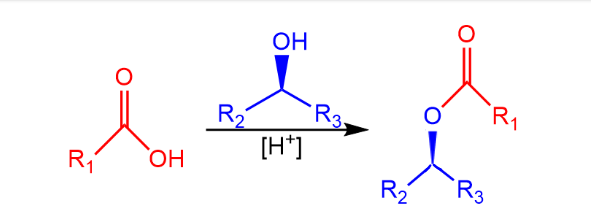 O
R₁ OH
OH
R₂ R₃
[H⁺]
O
O R₁
R₂ R₃